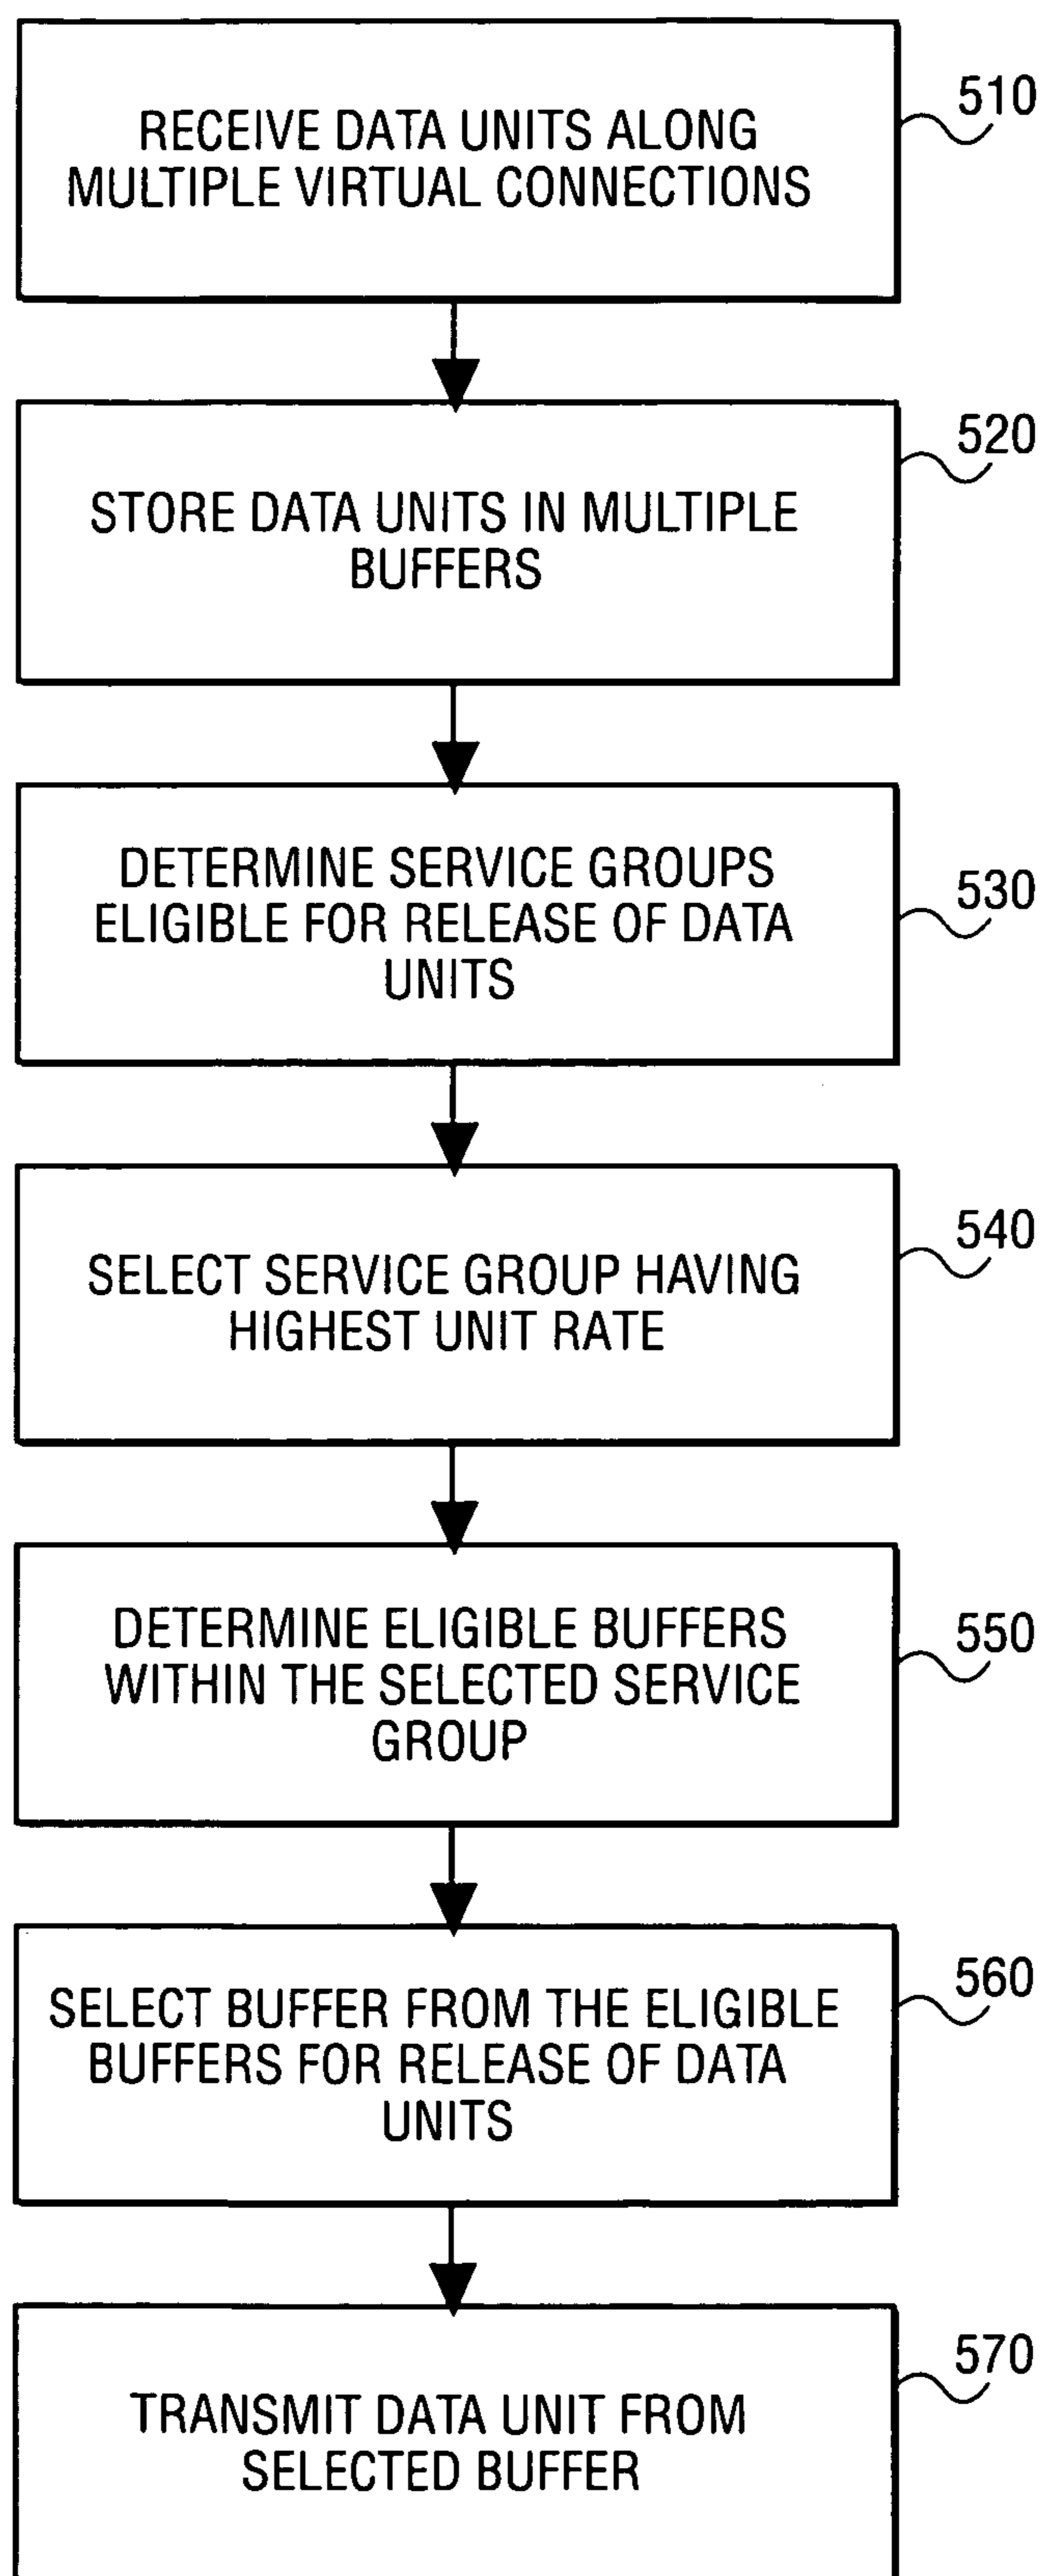 RECEIVE DATA UNITS ALONG
MULTIPLE VIRTUAL CONNECTIONS
510
STORE DATA UNITS IN MULTIPLE
BUFFERS
520
DETERMINE SERVICE GROUPS
ELIGIBLE FOR RELEASE OF DATA
UNITS
530
SELECT SERVICE GROUP HAVING
HIGHEST UNIT RATE
540
DETERMINE ELIGIBLE BUFFERS
WITHIN THE SELECTED SERVICE
GROUP
550
SELECT BUFFER FROM THE ELIGIBLE
BUFFERS FOR RELEASE OF DATA
UNITS
560
TRANSMIT DATA UNIT FROM
SELECTED BUFFER
570